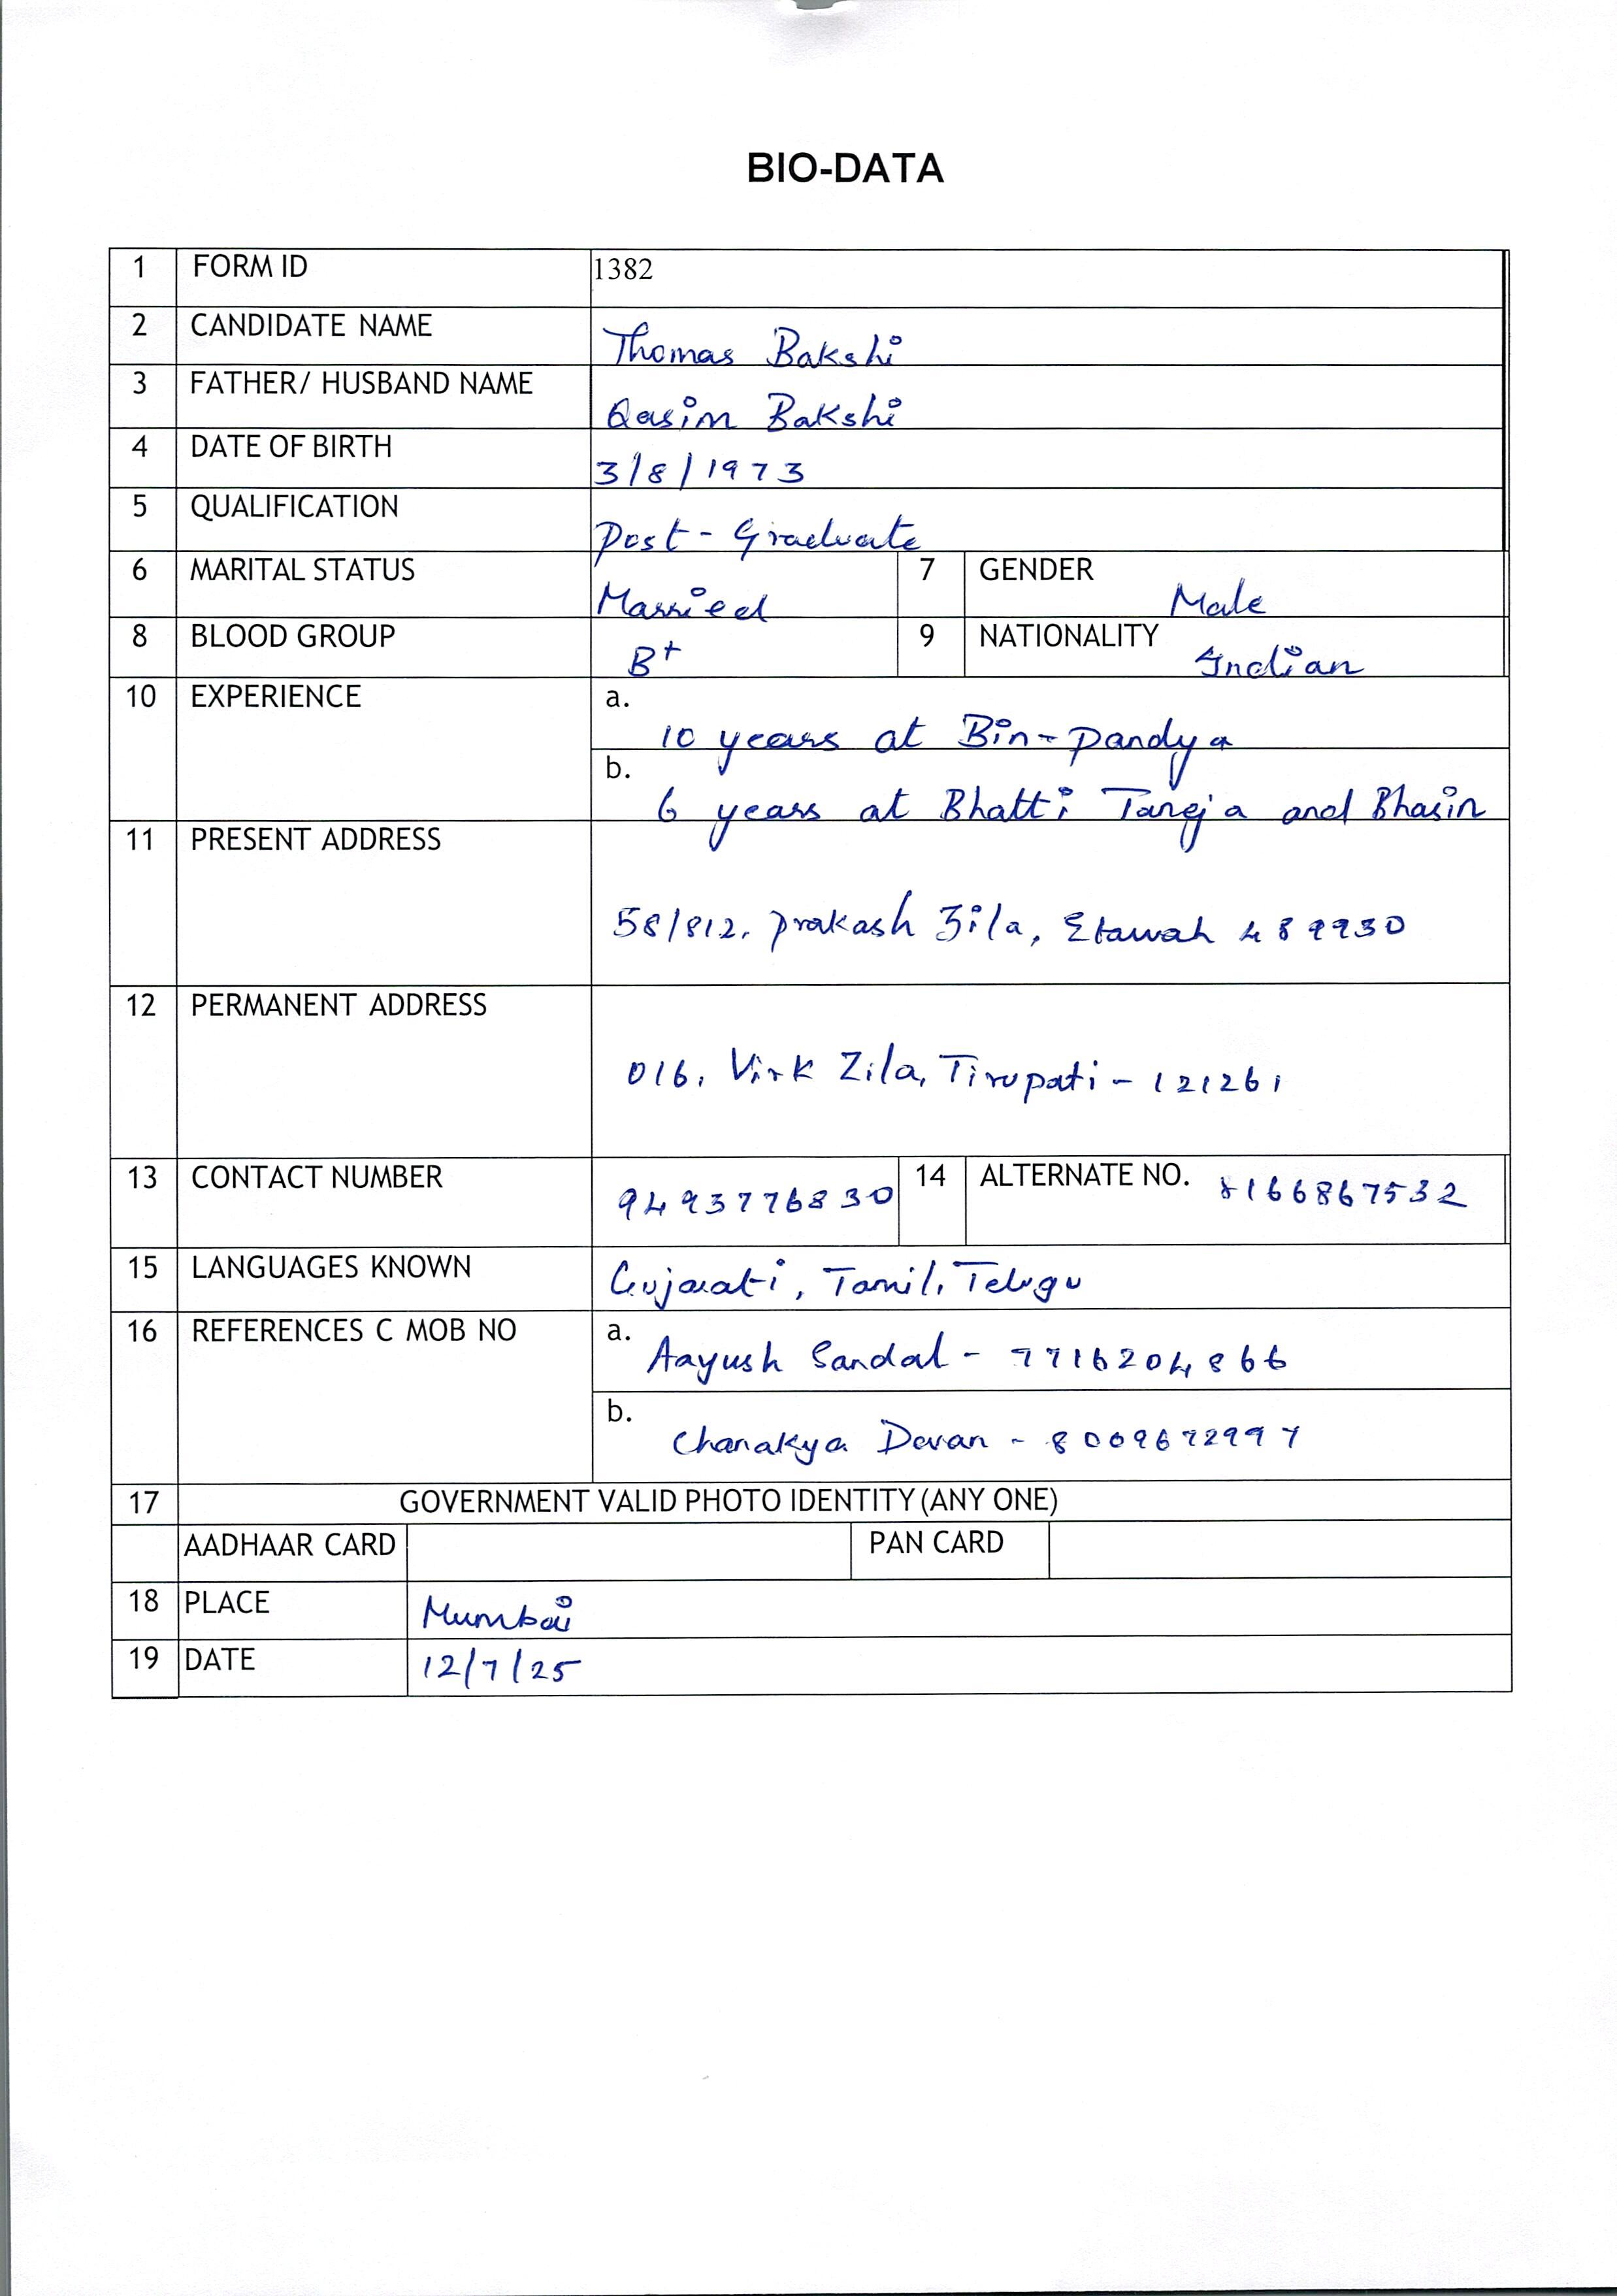 BIO-DATA
1 FORM ID 1382
2 CANDIDATE NAME Thomas Bakshi
3 FATHER/ HUSBAND NAME Qasim Bakshi
4 DATE OF BIRTH 3/8/1973
5 QUALIFICATION Post-Graduate
6 MARITAL STATUS Married 7 GENDER Male
8 BLOOD GROUP B+ 9 NATIONALITY Indian
10 EXPERIENCE a. 10 years at Bin-Pandya
b. 6 years at Bhatti Taneja and Bhasin
11 PRESENT ADDRESS
58/812, Prakash Zila, Etawah 489930
12 PERMANENT ADDRESS
016, Virk Zila, Tirupati - 121261
13 CONTACT NUMBER 9493776830 14 ALTERNATE NO. 8166867532
15 LANGUAGES KNOWN Gujarati, Tamil, Telugu
16 REFERENCES C MOB NO a. Aayush Sandal - 7716204866
b. Chanakya Devan - 8009672997
17 GOVERNMENT VALID PHOTO IDENTITY (ANY ONE)
AADHAAR CARD PAN CARD
18 PLACE Mumbai
19 DATE 12/7/25